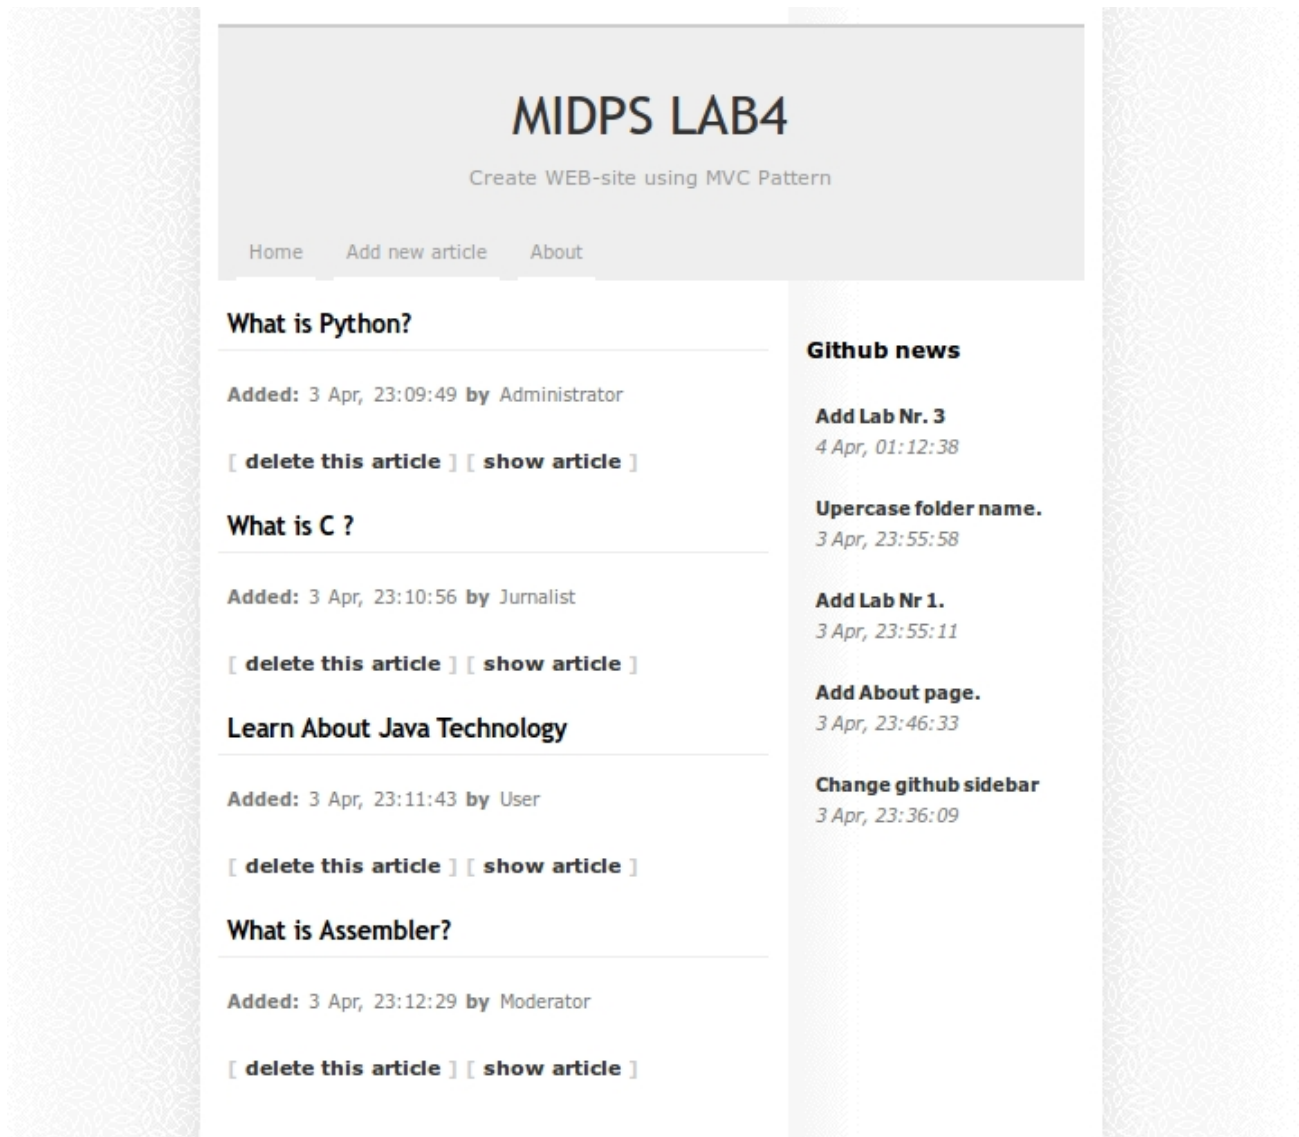 MIDPS LAB4
Create WEB-site using MVC Pattern
Home Add new article About
What is Python?
Added: 3 Apr, 23:09:49 by Administrator
[ delete this article ] [ show article ]
What is C ?
Added: 3 Apr, 23:10:56 by Jurnalist
[ delete this article ] [ show article ]
Learn About Java Technology
Added: 3 Apr, 23:11:43 by User
[ delete this article ] [ show article ]
What is Assembler?
Added: 3 Apr, 23:12:29 by Moderator
[ delete this article ] [ show article ]
Github news
Add Lab Nr. 3
4 Apr, 01:12:38
Upercase folder name.
3 Apr, 23:55:58
Add Lab Nr 1.
3 Apr, 23:55:11
Add About page.
3 Apr, 23:46:33
Change github sidebar
3 Apr, 23:36:09